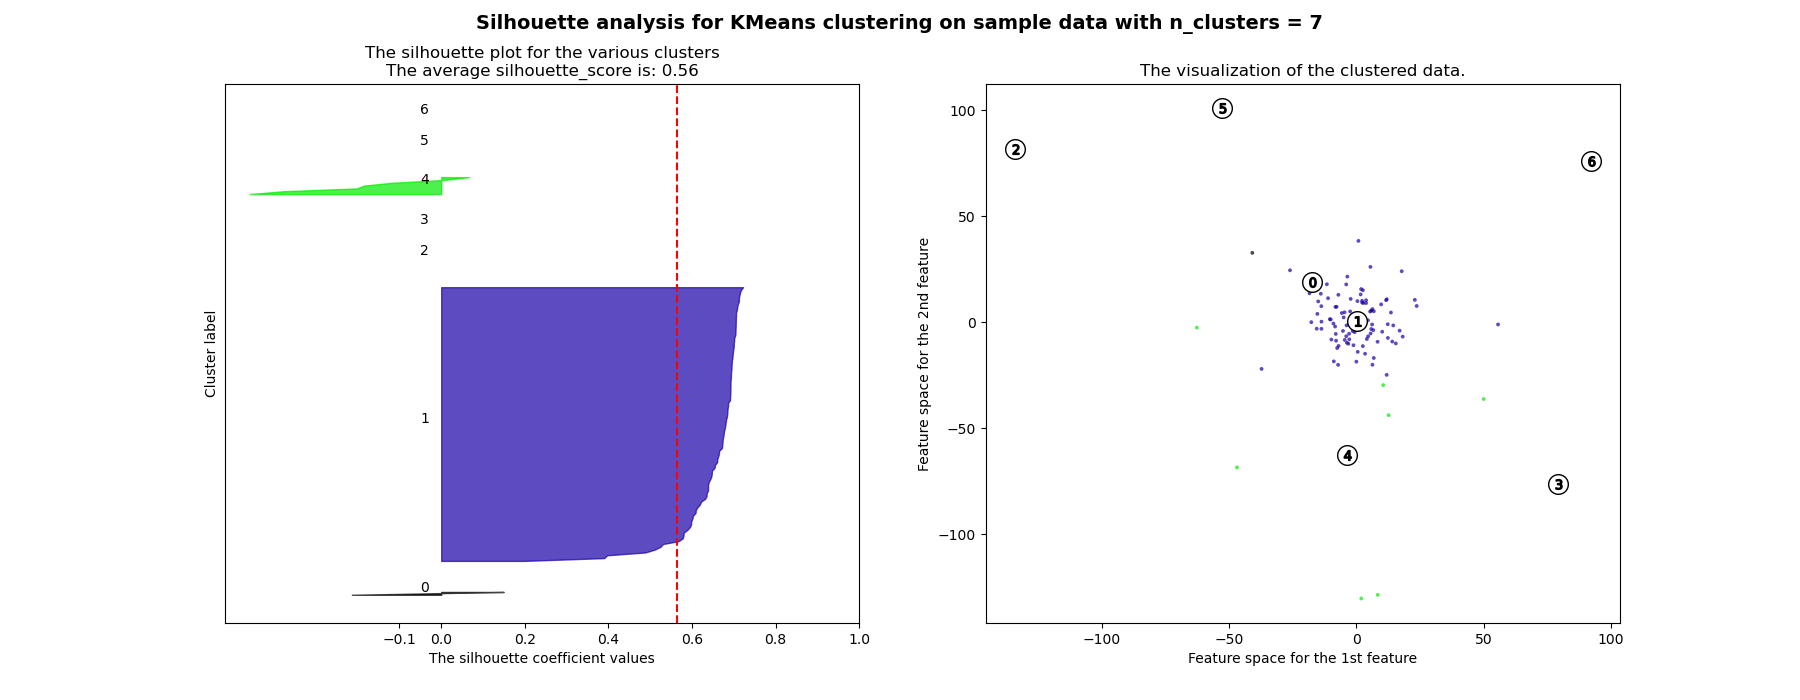 Silhouette analysis for KMeans clustering on sample data with n_clusters = 7
The silhouette plot for the various clusters
The average silhouette_score is: 0.56
Cluster label
6
5
4
3
2
1
0
−0.1 0.0 0.2 0.4 0.6 0.8 1.0
The silhouette coefficient values
The visualization of the clustered data.
Feature space for the 2nd feature
100
50
0
−50
−100
5
2
6
0
1
4
3
−100 −50 0 50 100
Feature space for the 1st feature